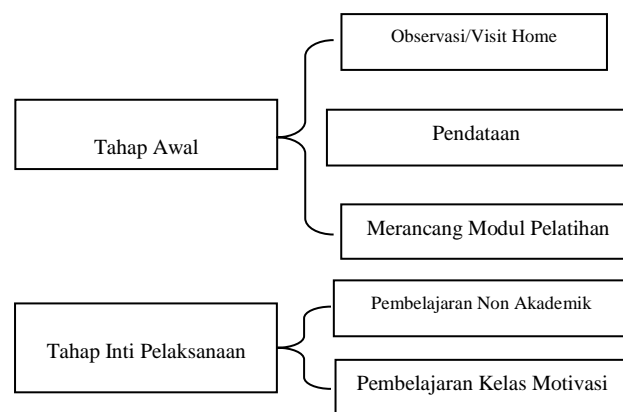 Observasi/Visit Home
Tahap Awal
Pendataan
Merancang Modul Pelatihan
Tahap Inti Pelaksanaan
Pembelajaran Non Akademik
Pembelajaran Kelas Motivasi